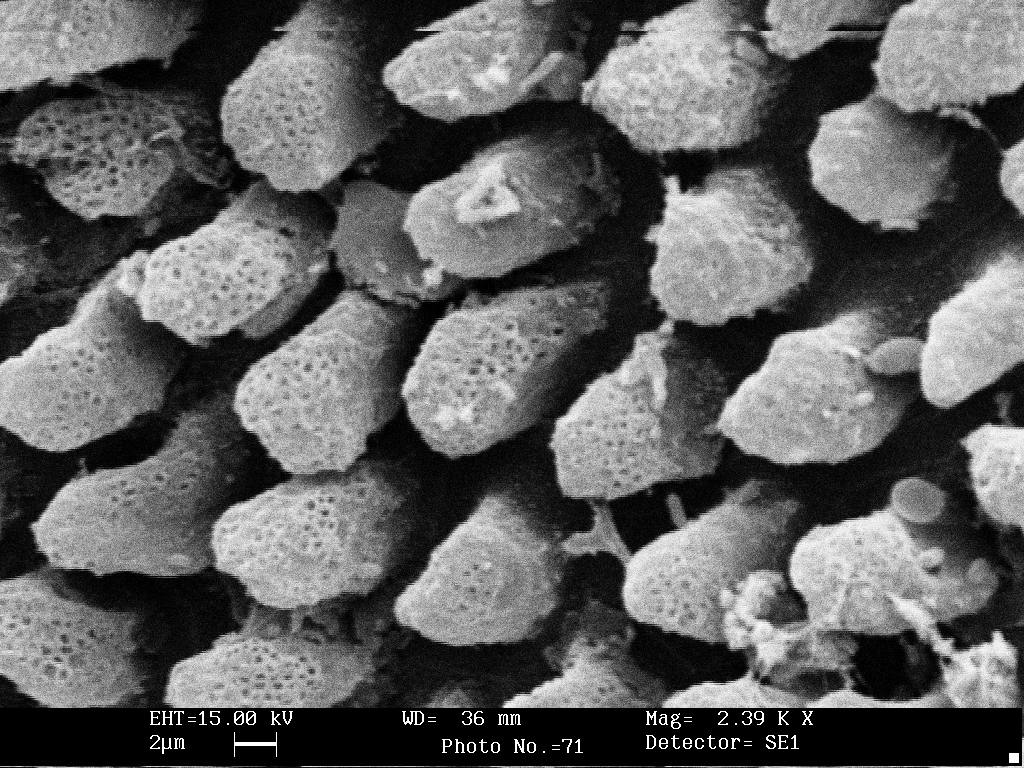 EHT=15.00 kV WD= 36 mm Mag= 2.39 K X
2µm Photo No.=71 Detector= SE1